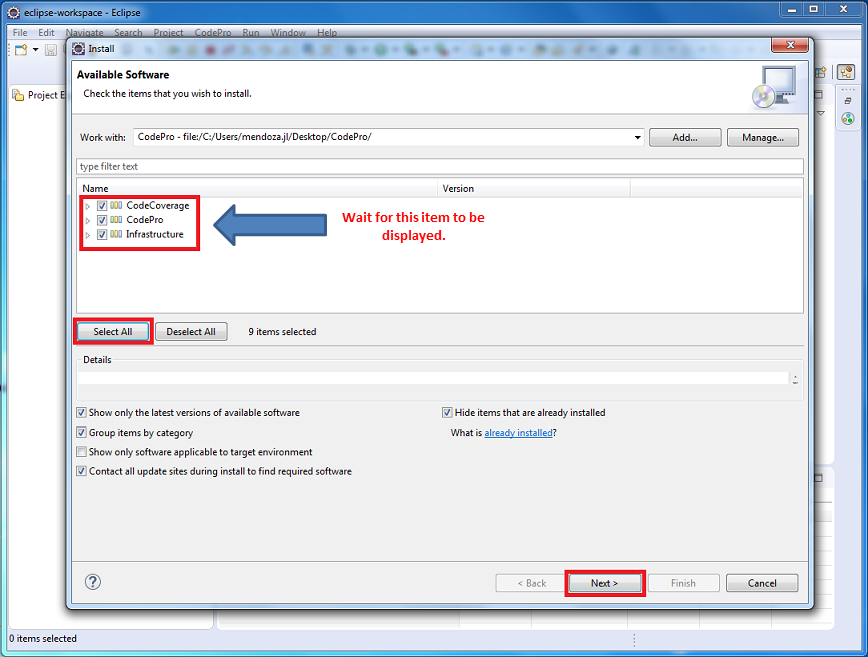 eclipse-workspace - Eclipse
File Edit Navigate Search Project CodePro Run Window Help
Install
Available Software
Check the items that you wish to install.
Project E
Work with: CodePro - file:/C:/Users/mendoza.jl/Desktop/CodePro/ Add... Manage...
type filter text
Name Version
CodeCoverage
CodePro
Infrastructure
Wait for this item to be
displayed.
Select All Deselect All 9 items selected
Details
Show only the latest versions of available software Hide items that are already installed
Group items by category What is already installed?
Show only software applicable to target environment
Contact all update sites during install to find required software
? < Back Next > Finish Cancel
0 items selected